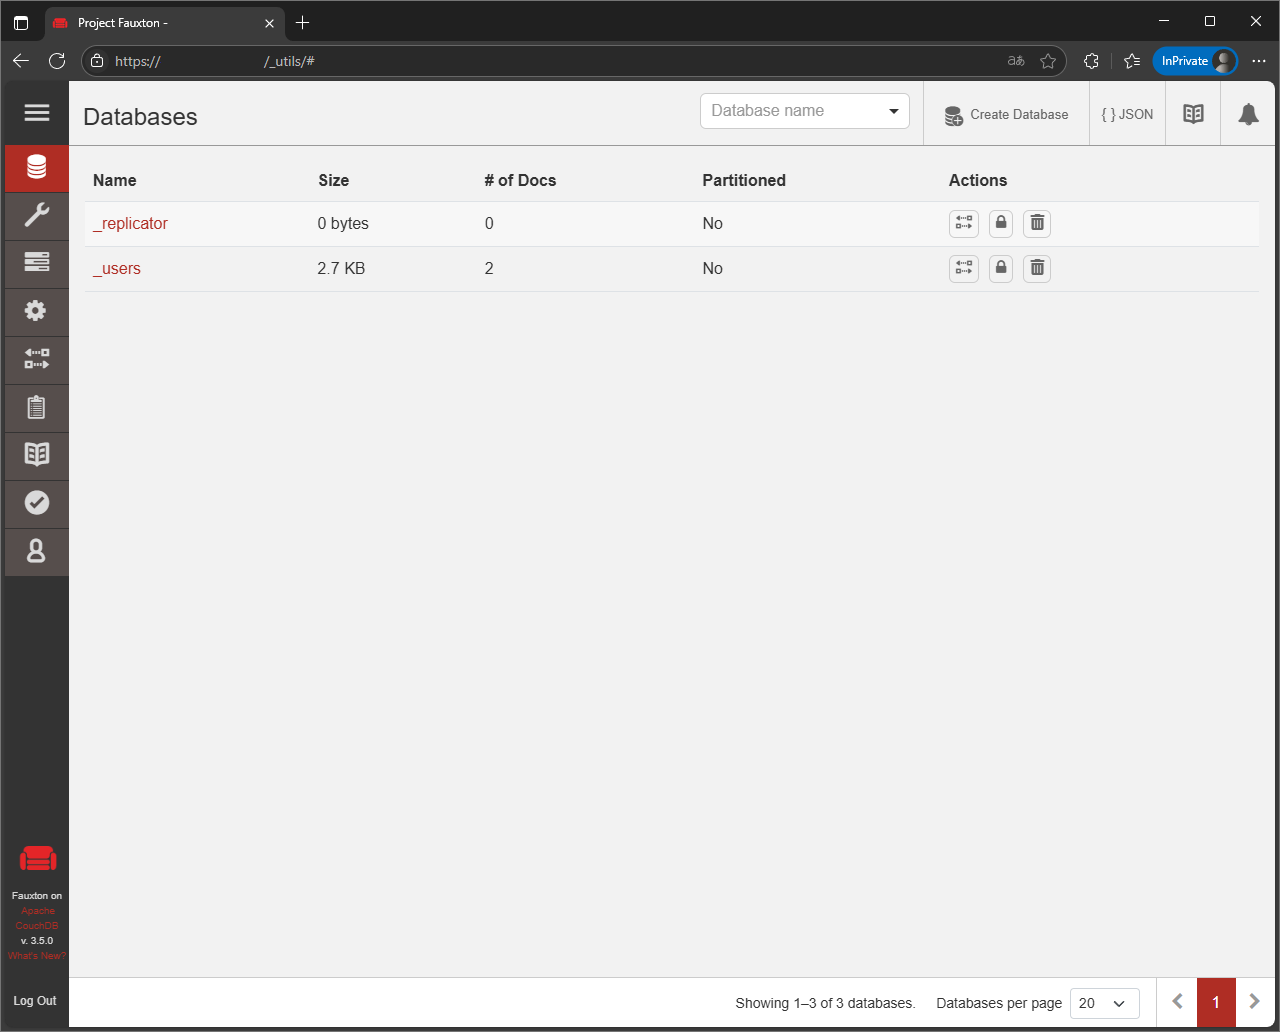 Project Fauxton -
https:// /_utils/#
aあ
InPrivate
Databases
Database name
Create Database
{ } JSON
Name Size # of Docs Partitioned Actions
_replicator 0 bytes 0 No
_users 2.7 KB 2 No
Fauxton on
Apache
CouchDB
v. 3.5.0
What's New?
Log Out
Showing 1–3 of 3 databases. Databases per page 20 1